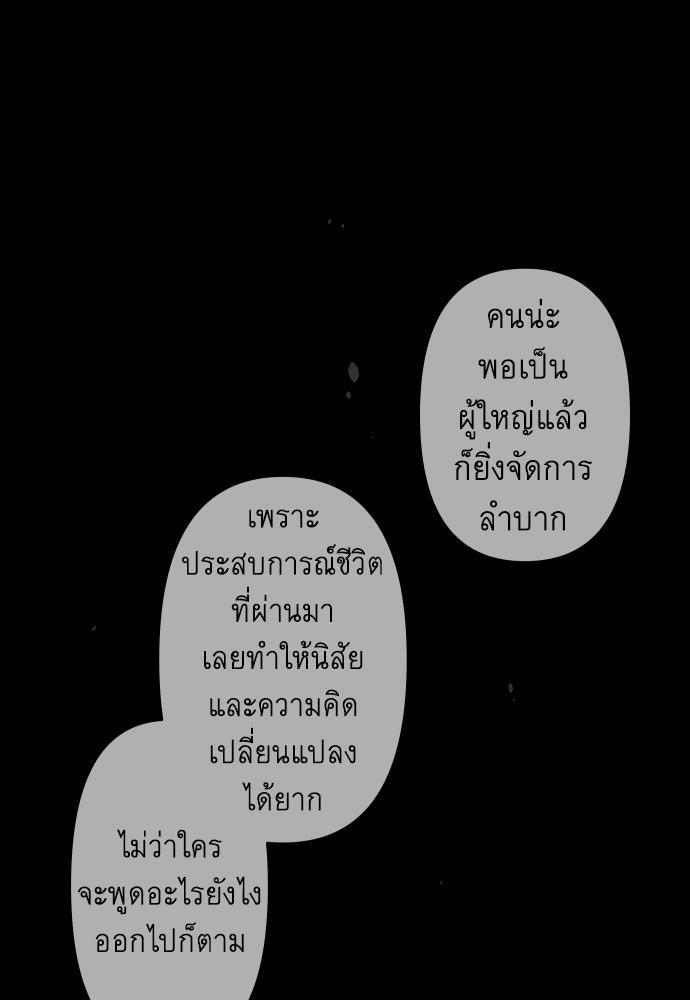 คนน่ะ
พอเป็น
ผู้ใหญ่แล้ว
ก็ยิ่งจัดการ
ลำบาก
เพราะ
ประสบการณ์ชีวิต
ที่ผ่านมา
เลยทำให้นิสัย
และความคิด
เปลี่ยนแปลง
ได้ยาก
ไม่ว่าใคร
จะพูดอะไรยังไง
ออกไปก็ตาม